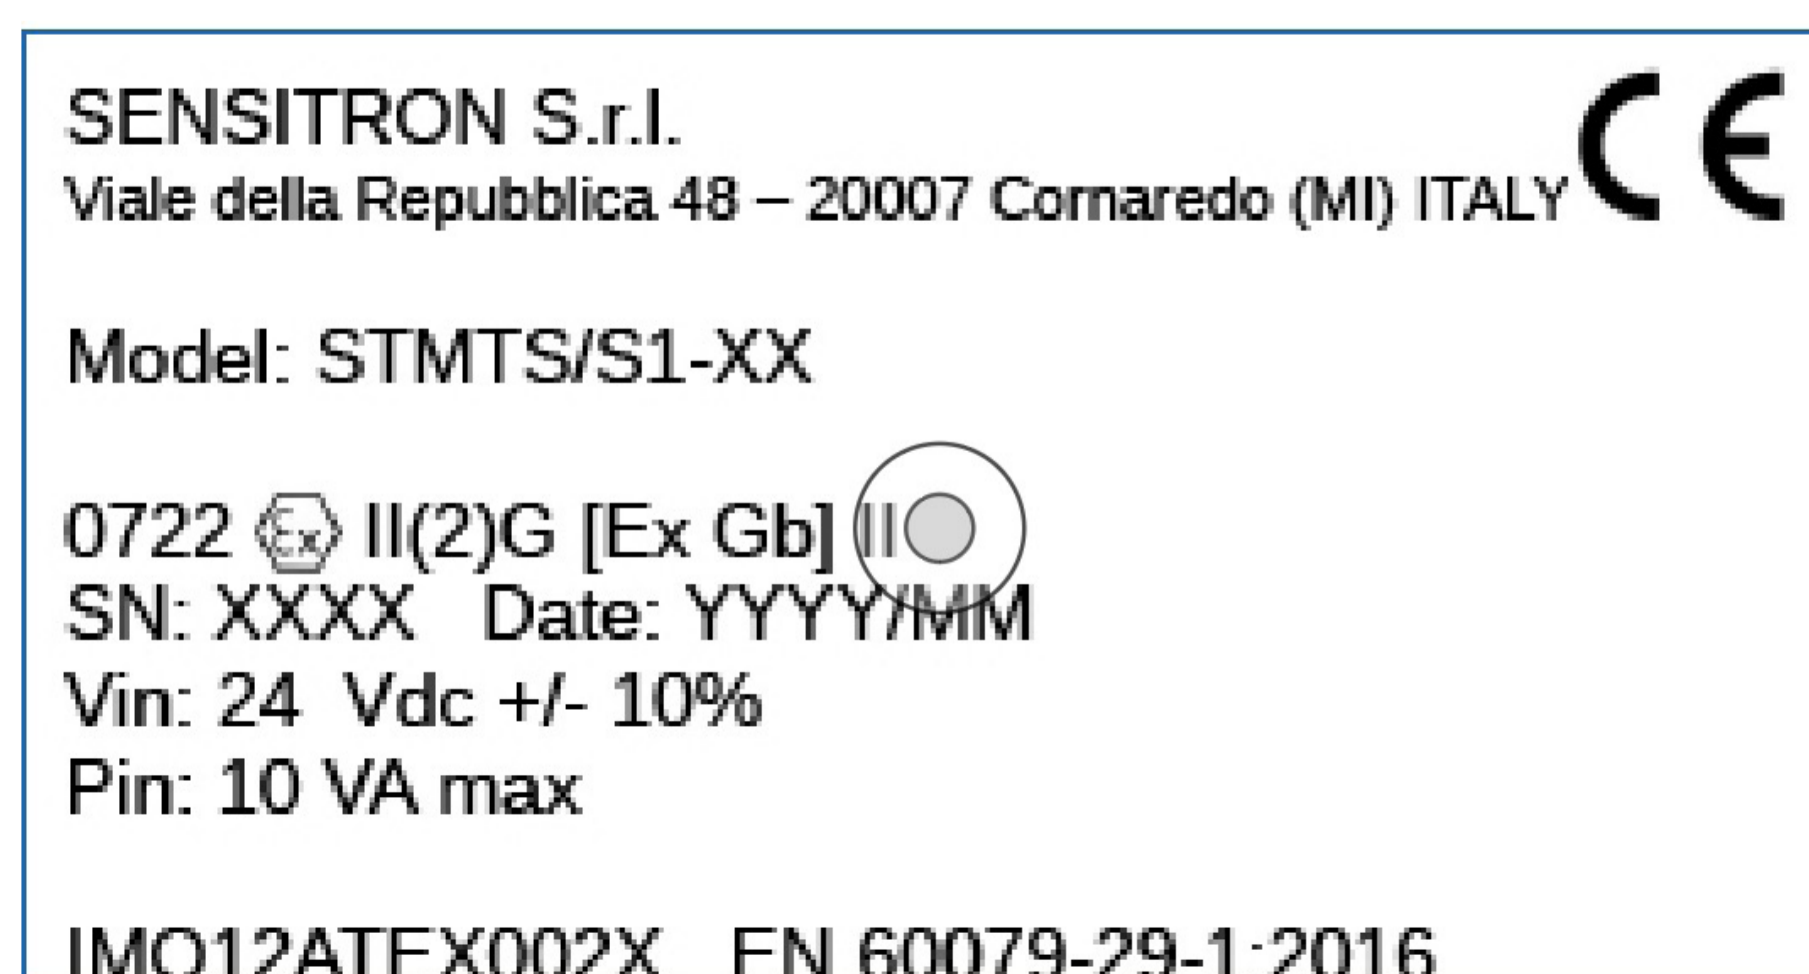 SENSITRON S.r.l.
Viale della Repubblica 48 – 20007 Cornaredo (MI) ITALY
CE
Model: STMTS/S1-XX
0722 Ex II(2)G [Ex Gb] II
SN: XXXX Date: YYYY/MM
Vin: 24 Vdc +/- 10%
Pin: 10 VA max
IMQ12ATEX002X EN 60079-29-1:2016